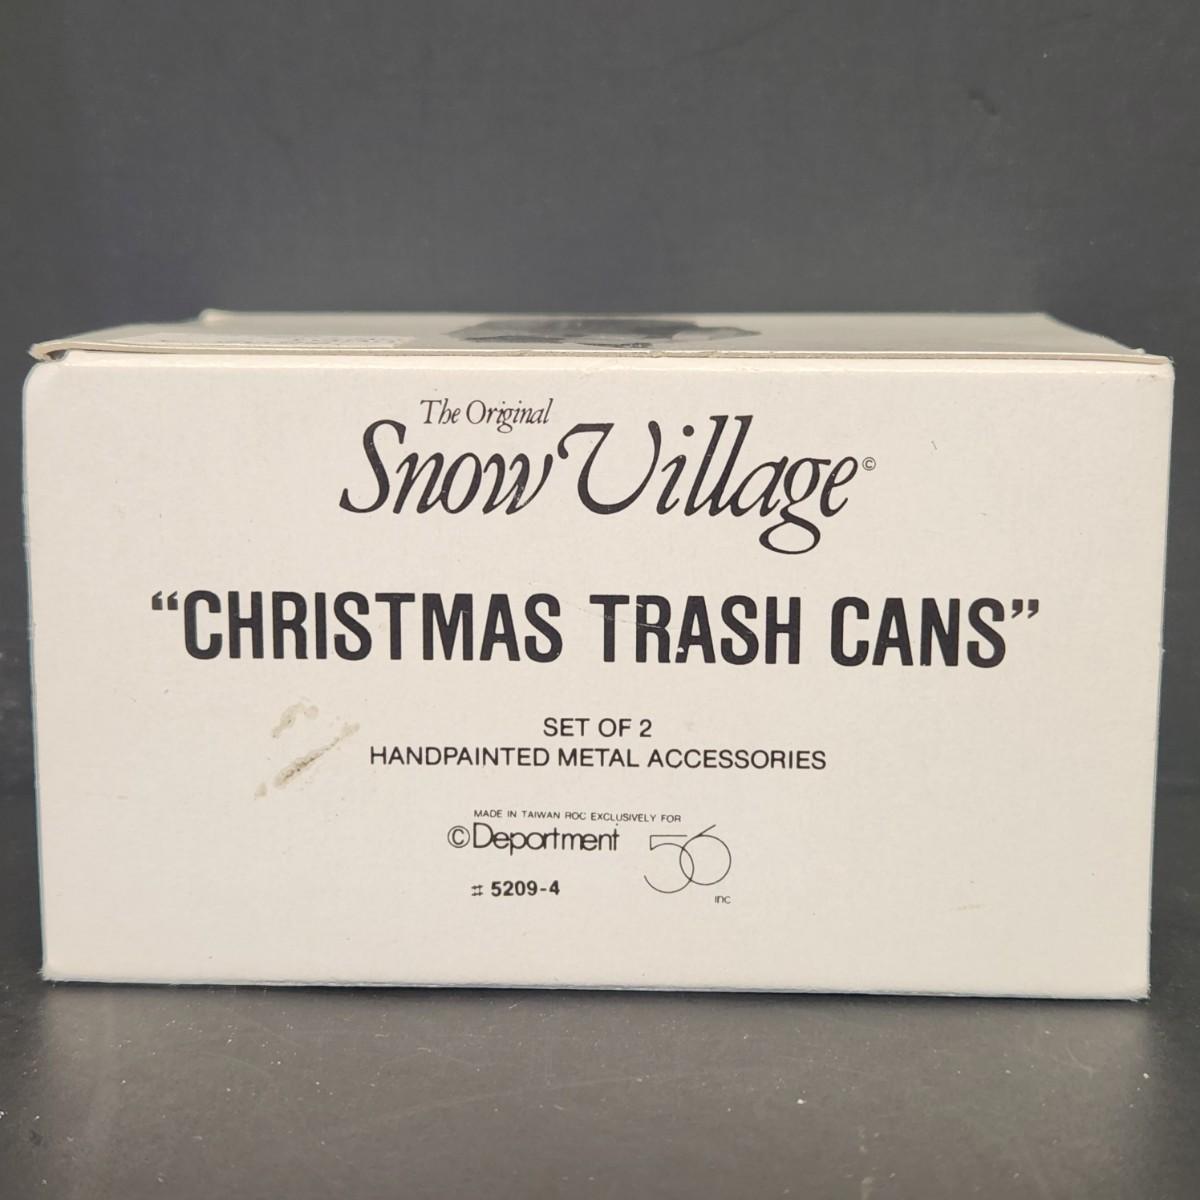 The Original
Snow Village©
“CHRISTMAS TRASH CANS”
SET OF 2
HANDPAINTED METAL ACCESSORIES
MADE IN TAIWAN ROC EXCLUSIVELY FOR
©Department 56
inc
# 5209-4